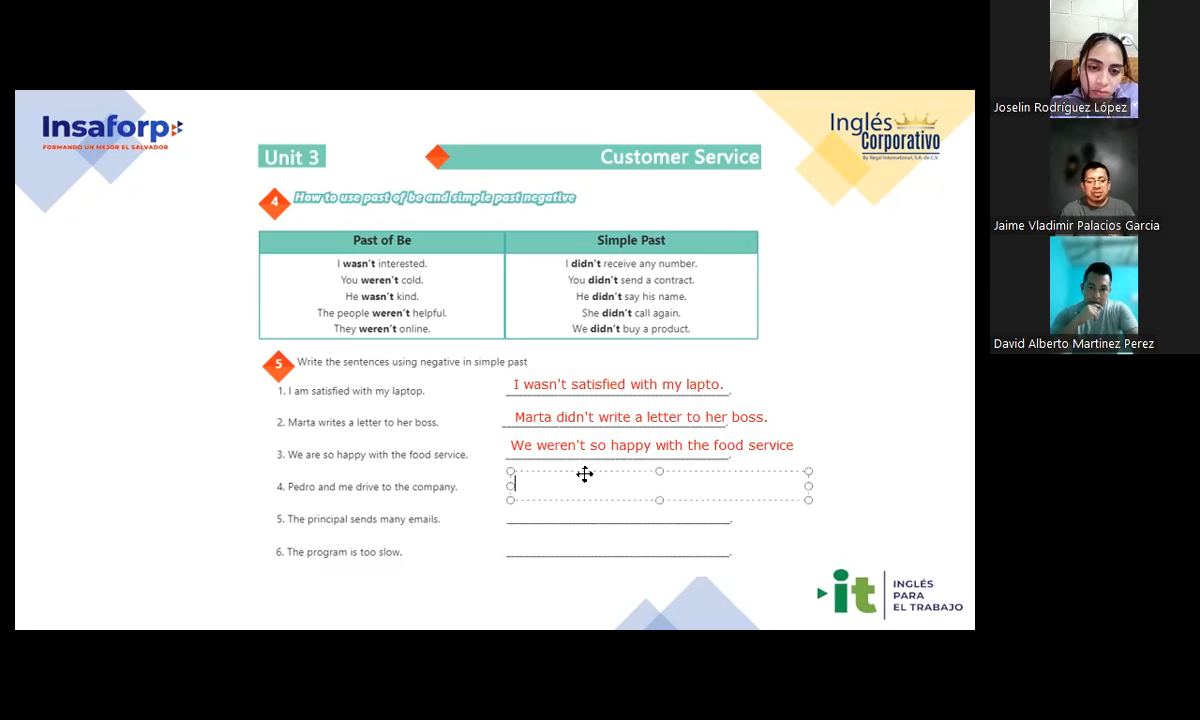 Insaforp
FORMANDO UN MEJOR EL SALVADOR
Inglés
Corporativo
By Regal International, S.A. de C.V.
Unit 3
Customer Service
4
How to use past of be and simple past negative
Past of Be
Simple Past
I wasn't interested.
I didn't receive any number.
You weren't cold.
You didn't send a contract.
He wasn't kind.
He didn't say his name.
The people weren't helpful.
She didn't call again.
They weren't online.
We didn't buy a product.
5
Write the sentences using negative in simple past
1. I am satisfied with my laptop.
I wasn't satisfied with my lapto.
2. Marta writes a letter to her boss.
Marta didn't write a letter to her boss.
3. We are so happy with the food service.
We weren't so happy with the food service
4. Pedro and me drive to the company.
5. The principal sends many emails.
6. The program is too slow.
it
INGLÉS
PARA
EL TRABAJO
Joselin Rodríguez López
Jaime Vladimir Palacios Garcia
David Alberto Martinez Perez